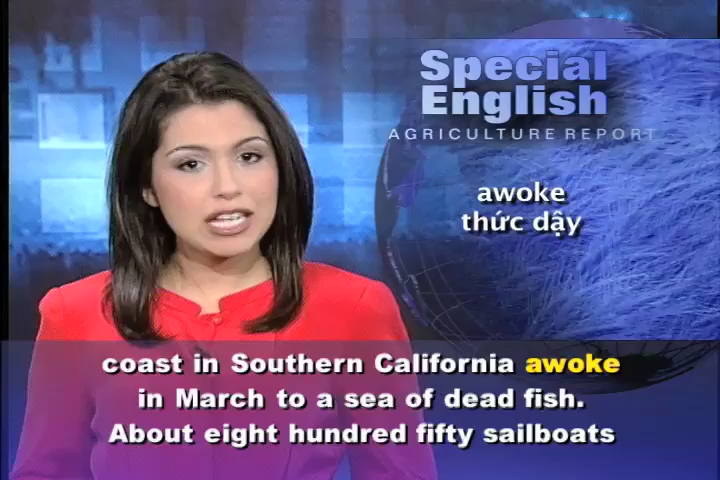 Special
English
AGRICULTURE REPORT
awoke
thức dậy
coast in Southern California awoke
in March to a sea of dead fish.
About eight hundred fifty sailboats